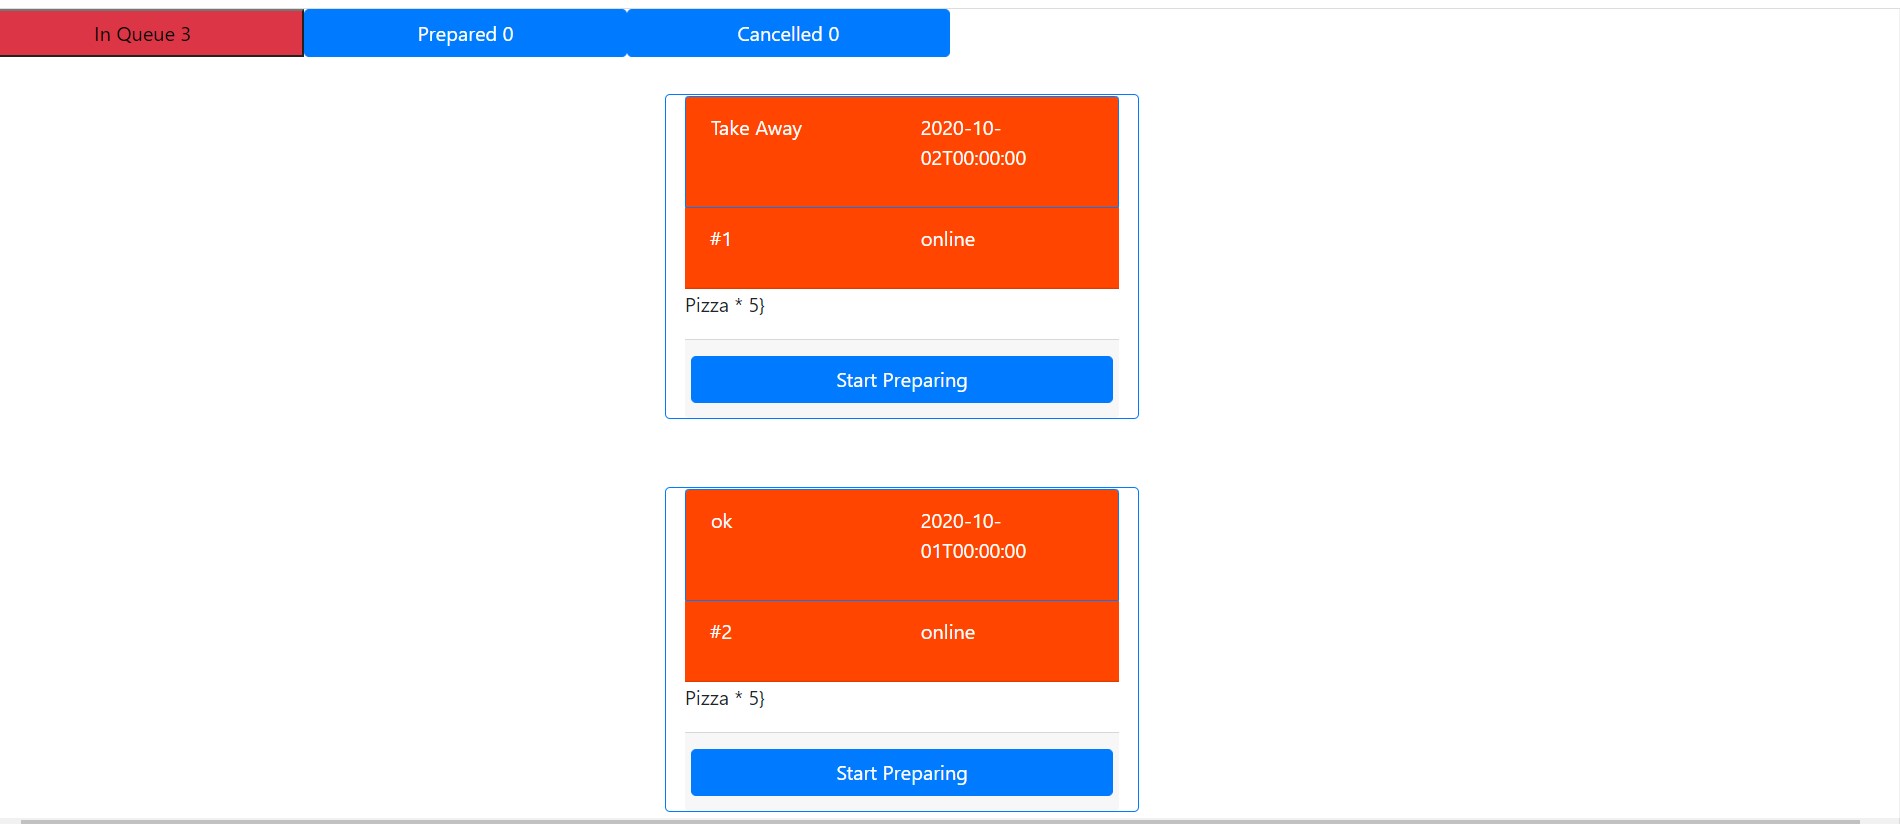 In Queue 3 Prepared 0 Cancelled 0
Take Away 2020-10-
02T00:00:00
#1 online
Pizza * 5}
Start Preparing
ok 2020-10-
01T00:00:00
#2 online
Pizza * 5}
Start Preparing